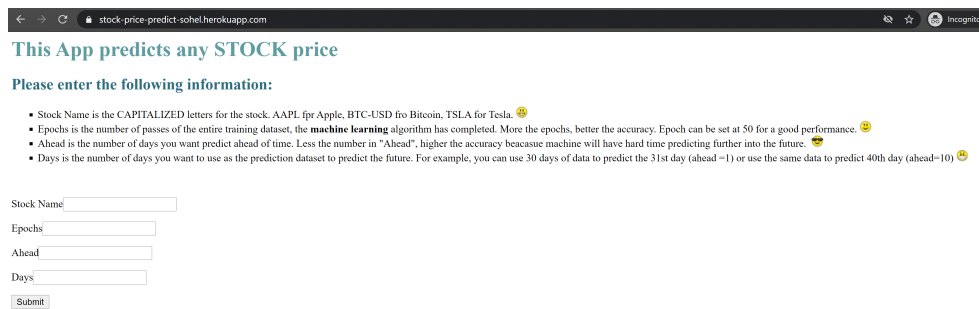 stock-price-predict-sohel.herokuapp.com
Incognito
This App predicts any STOCK price
Please enter the following information:
Stock Name is the CAPITALIZED letters for the stock. AAPL fpr Apple, BTC-USD fro Bitcoin, TSLA for Tesla.
Epochs is the number of passes of the entire training dataset, the machine learning algorithm has completed. More the epochs, better the accuracy. Epoch can be set at 50 for a good performance.
Ahead is the number of days you want predict ahead of time. Less the number in "Ahead", higher the accuracy beacasue machine will have hard time predicting further into the future.
Days is the number of days you want to use as the prediction dataset to predict the future. For example, you can use 30 days of data to predict the 31st day (ahead =1) or use the same data to predict 40th day (ahead=10)
Stock Name
Epochs
Ahead
Days
Submit